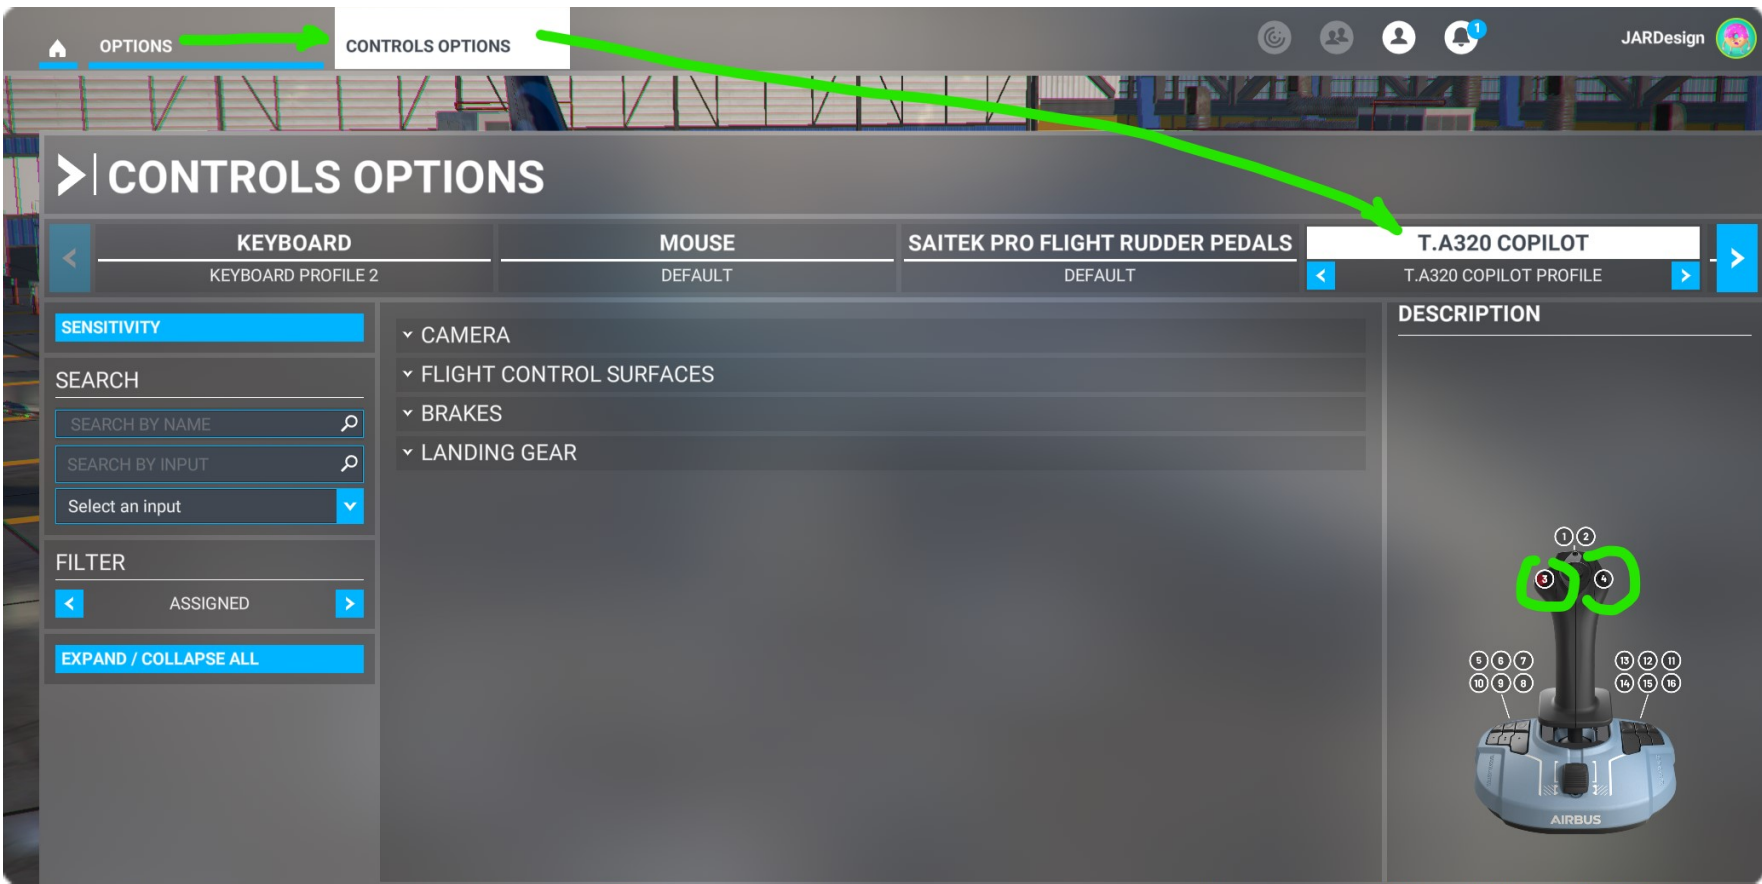 OPTIONS
CONTROLS OPTIONS
1
JARDesign
CONTROLS OPTIONS
KEYBOARD
KEYBOARD PROFILE 2
MOUSE
DEFAULT
SAITEK PRO FLIGHT RUDDER PEDALS
DEFAULT
T.A320 COPILOT
T.A320 COPILOT PROFILE
SENSITIVITY
SEARCH
SEARCH BY NAME
SEARCH BY INPUT
Select an input
FILTER
ASSIGNED
EXPAND / COLLAPSE ALL
CAMERA
FLIGHT CONTROL SURFACES
BRAKES
LANDING GEAR
DESCRIPTION
1 2
3 4
5 6 7
10 9 8
13 12 11
14 15 16
AIRBUS